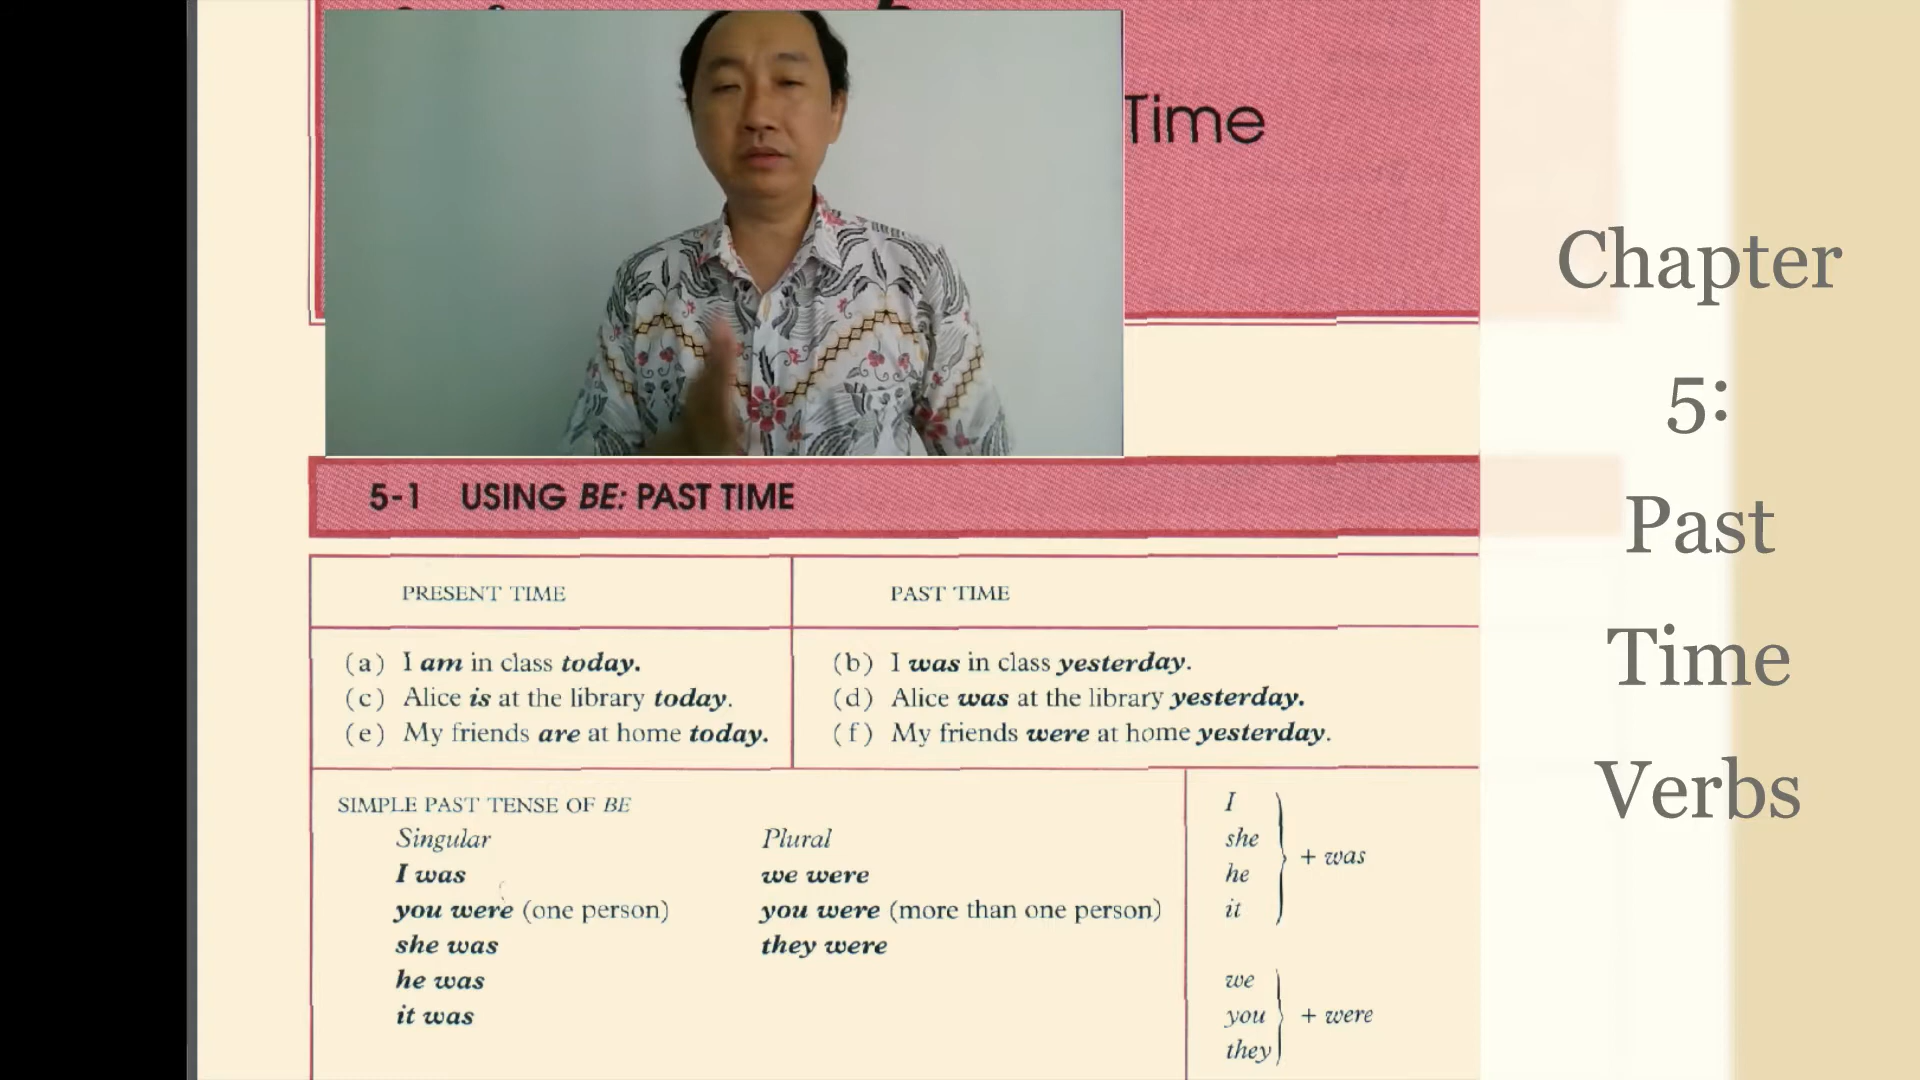 Time
5-1 USING BE: PAST TIME
PRESENT TIME
PAST TIME
(a) I am in class today.
(b) I was in class yesterday.
(c) Alice is at the library today.
(d) Alice was at the library yesterday.
(e) My friends are at home today.
(f) My friends were at home yesterday.
SIMPLE PAST TENSE OF BE
Singular
Plural
I was
we were
you were (one person)
you were (more than one person)
she was
they were
he was
it was
I
she
he
it
+ was
we
you
they
+ were
Chapter
5:
Past
Time
Verbs